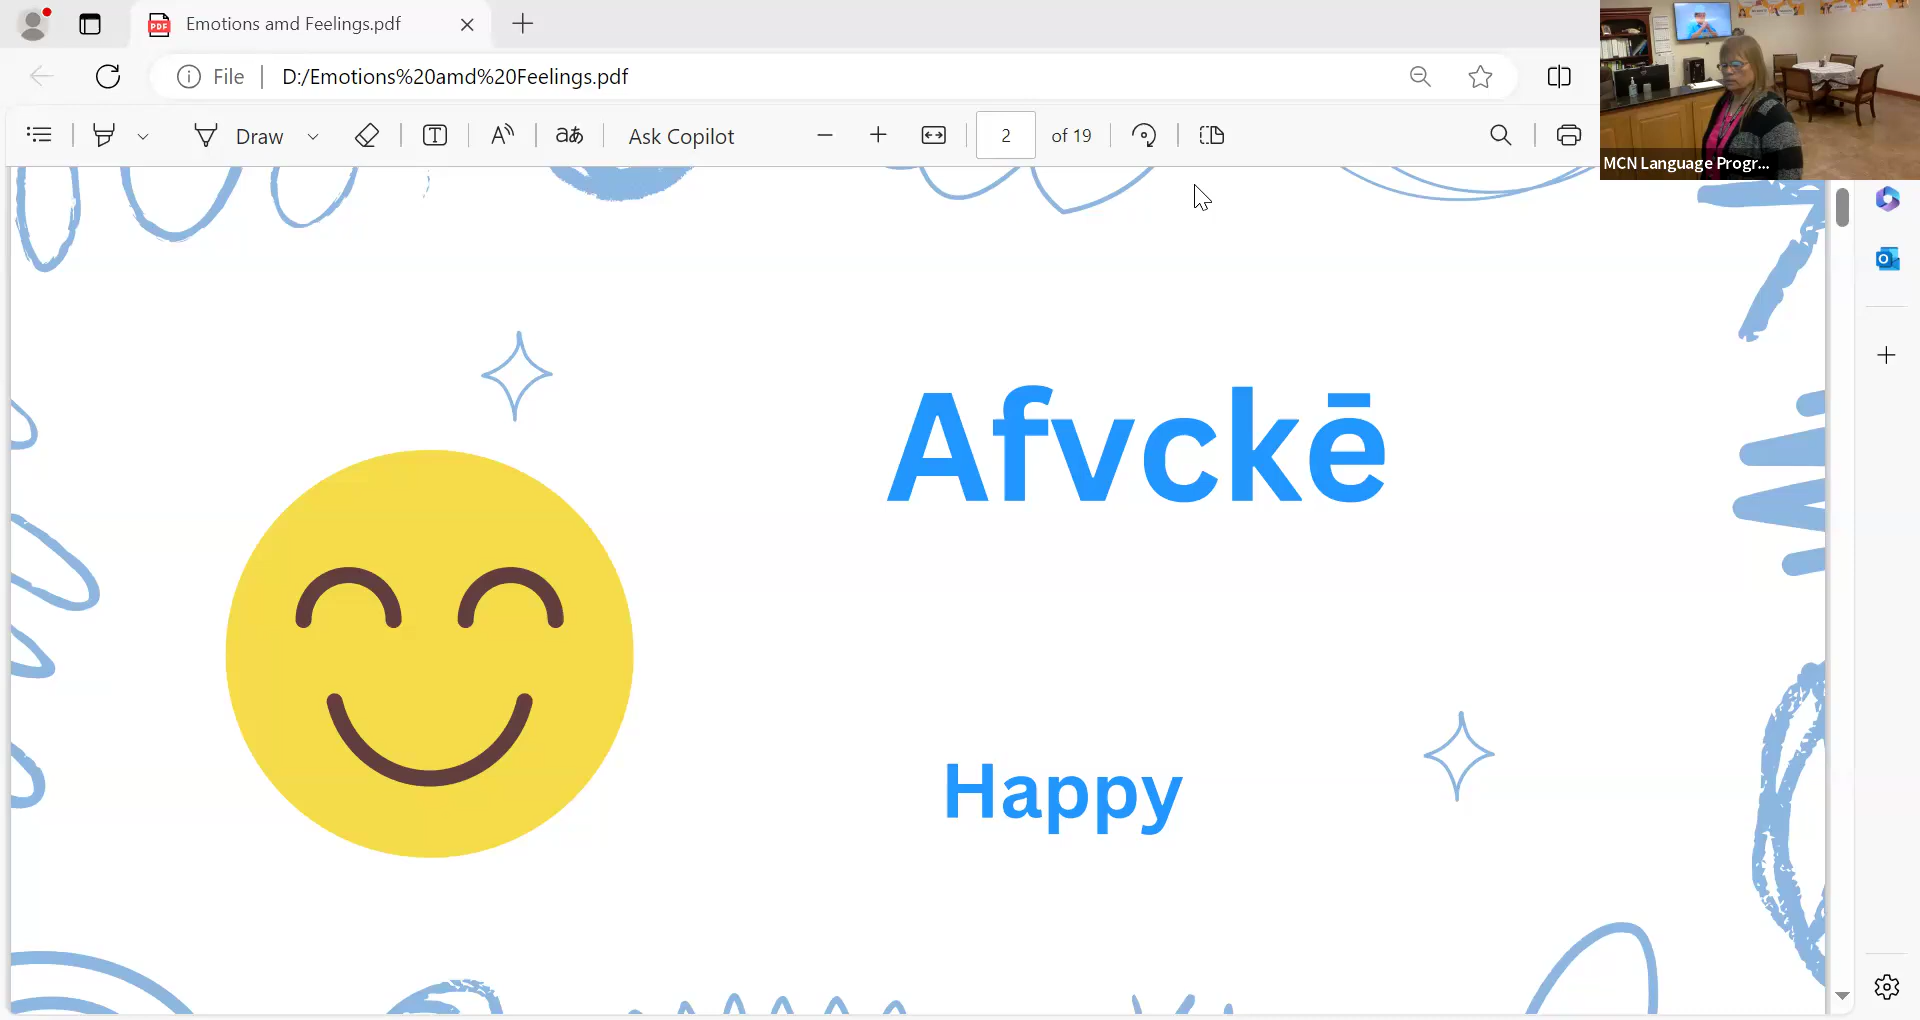 Emotions amd Feelings.pdf
File
D:/Emotions%20amd%20Feelings.pdf
Draw
Ask Copilot
2 of 19
MCN Language Progr...
Afvckē
Happy